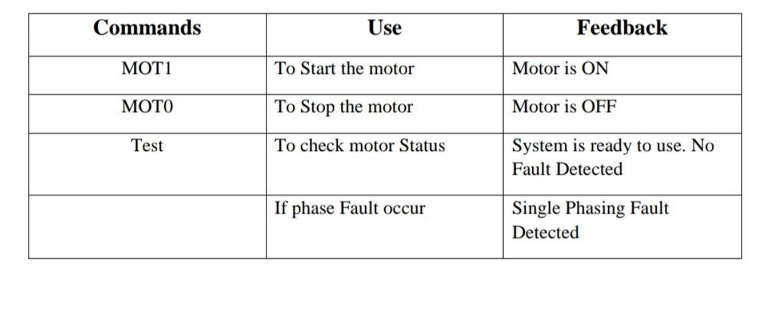 Commands Use Feedback
MOT1 To Start the motor Motor is ON
MOT0 To Stop the motor Motor is OFF
Test To check motor Status System is ready to use. No
Fault Detected
If phase Fault occur Single Phasing Fault
Detected